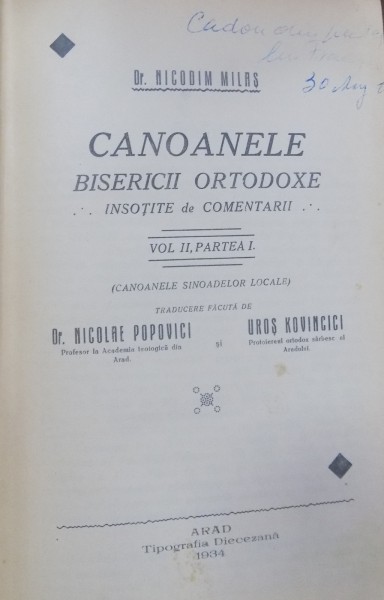 Cadou
30 Aug
Dr. NICODIM MILAȘ
CANOANELE
BISERICII ORTODOXE
.·. INSOȚITE de COMENTARII .·.
VOL II, PARTEA I.
(CANOANELE SINOADELOR LOCALE)
TRADUCERE FĂCUTĂ DE
Dr. NICOLAE POPOVICI
Profesor la Academia teologică din
Arad.
și
UROȘ KOVINCICI
Protoiereul ortodox sârbesc al
Aradului
ARAD
Tipografia Diecezană
1934